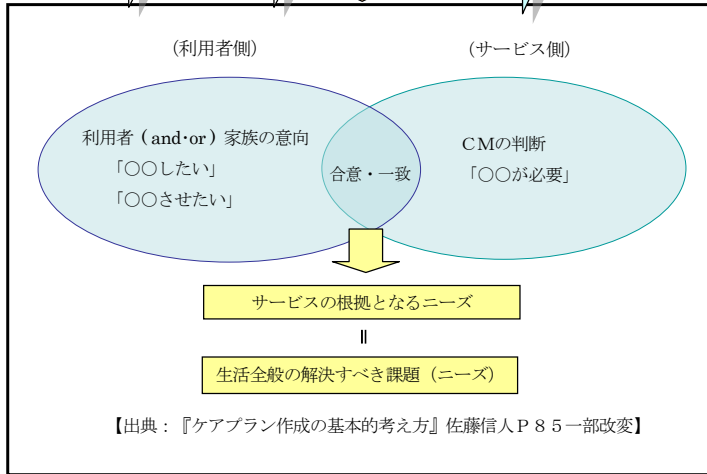 (利用者側)
(サービス側)
利用者(and・or)家族の意向
「○○したい」
「○○させたい」
合意・一致
CMの判断
「○○が必要」
サービスの根拠となるニーズ
=
生活全般の解決すべき課題(ニーズ)
【出典:『ケアプラン作成の基本的考え方』佐藤信人P85一部改変】